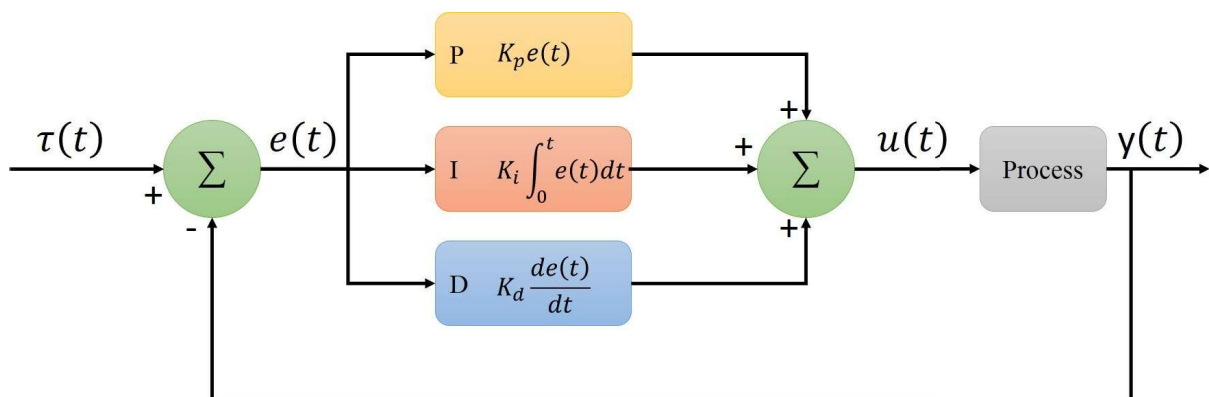 τ(t)
+
-
Σ
e(t)
P K_p e(t)
I K_i ∫_0^t e(t)dt
D K_d de(t)/dt
+
+
+
Σ
u(t)
Process
y(t)